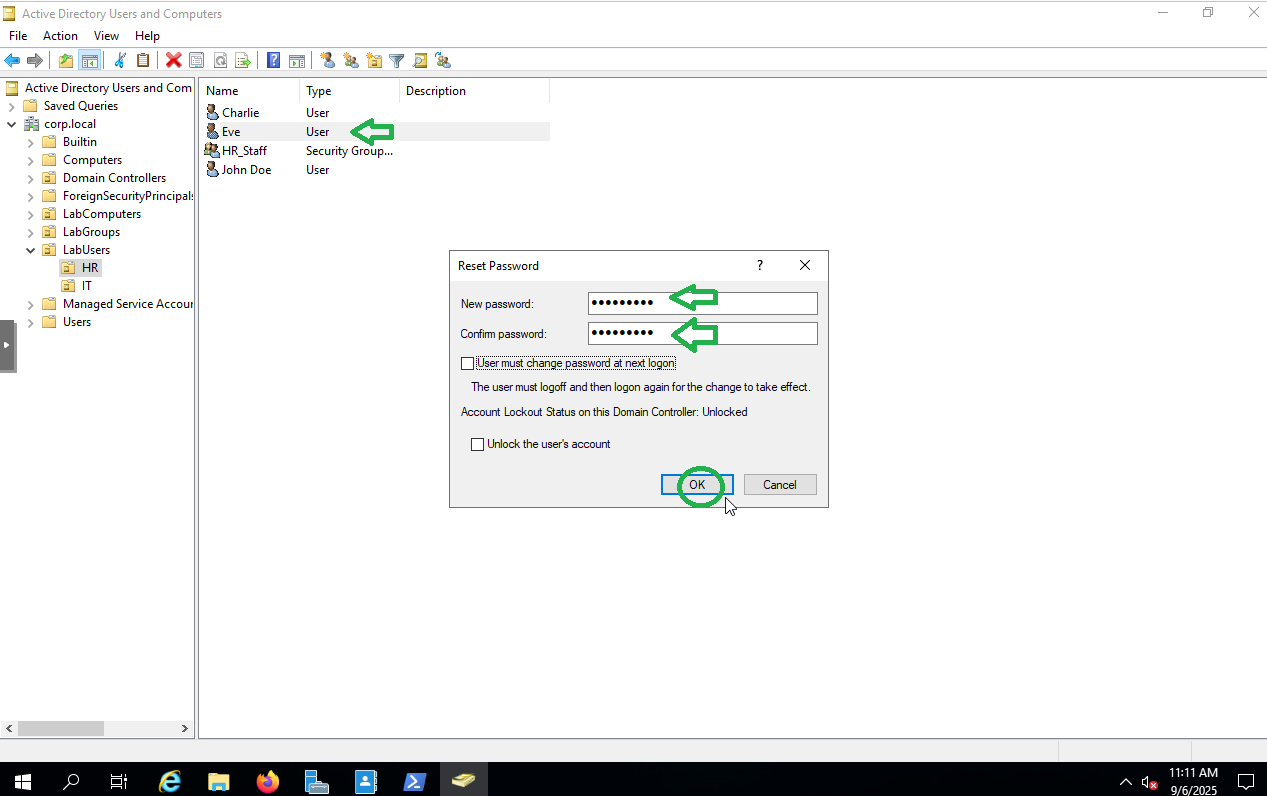 Active Directory Users and Computers
File Action View Help
Active Directory Users and Com
Saved Queries
corp.local
Builtin
Computers
Domain Controllers
ForeignSecurityPrincipals
LabComputers
LabGroups
LabUsers
HR
IT
Managed Service Accour
Users
Name Type Description
Charlie User
Eve User
HR_Staff Security Group...
John Doe User
Reset Password ?
New password: •••••••••
Confirm password: •••••••••
User must change password at next logon
The user must logoff and then logon again for the change to take effect.
Account Lockout Status on this Domain Controller: Unlocked
Unlock the user's account
OK Cancel
11:11 AM
9/6/2025